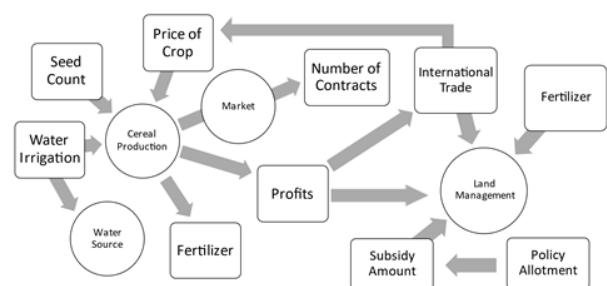 Price of
Crop
Seed
Count
Number of
Contracts
International
Trade
Market
Fertilizer
Water
Irrigation
Cereal
Production
Profits
Land
Management
Water
Source
Fertilizer
Subsidy
Amount
Policy
Allotment